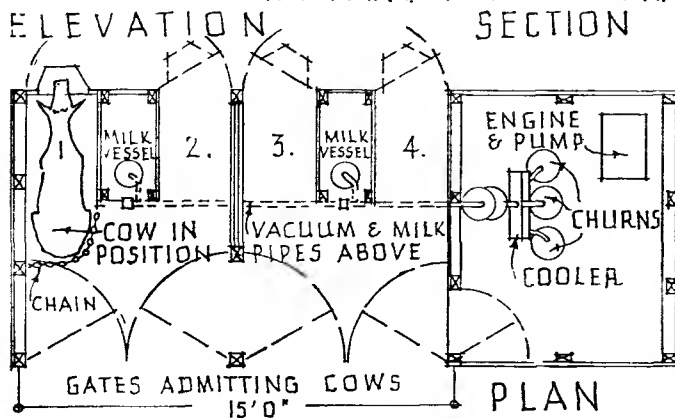 ELEVATION SECTION
MILK VESSEL
2.
3.
MILK VESSEL
4.
ENGINE & PUMP
1
COW IN POSITION
VACUUM & MILK PIPES ABOVE
CHURNS
COOLER
CHAIN
GATES ADMITTING COWS
15'0"
PLAN